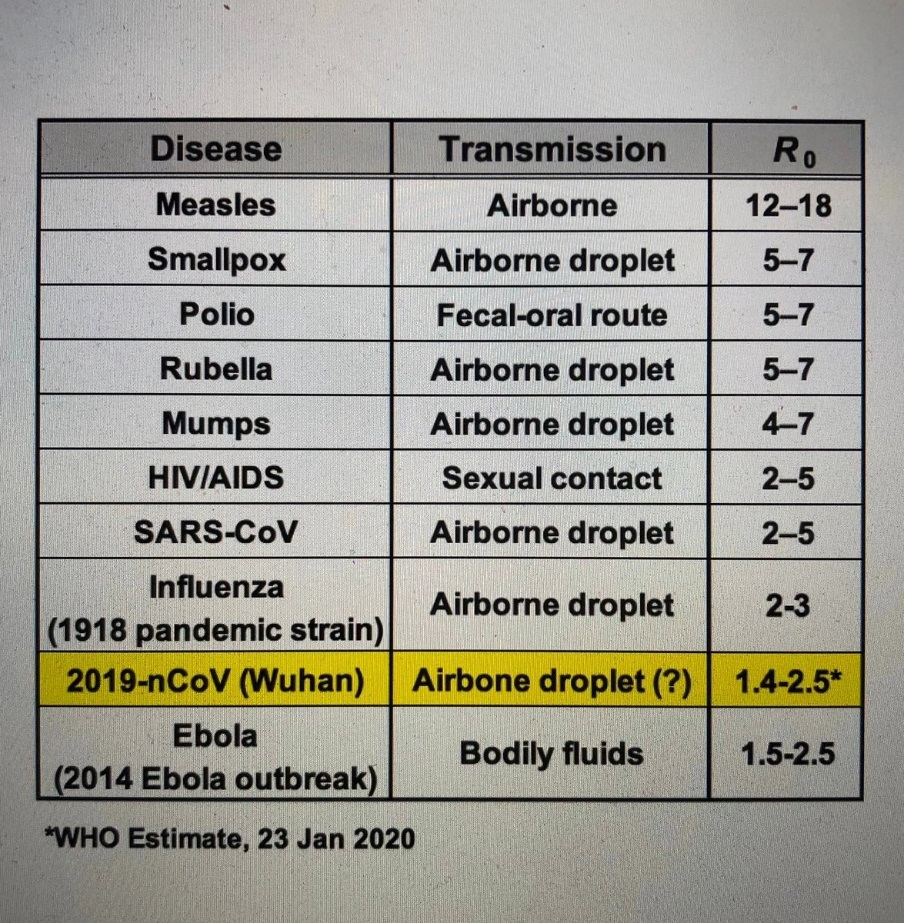 Disease Transmission R0
Measles Airborne 12–18
Smallpox Airborne droplet 5–7
Polio Fecal-oral route 5–7
Rubella Airborne droplet 5–7
Mumps Airborne droplet 4–7
HIV/AIDS Sexual contact 2–5
SARS-CoV Airborne droplet 2–5
Influenza
(1918 pandemic strain) Airborne droplet 2-3
2019-nCoV (Wuhan) Airbone droplet (?) 1.4-2.5*
Ebola
(2014 Ebola outbreak) Bodily fluids 1.5-2.5
*WHO Estimate, 23 Jan 2020